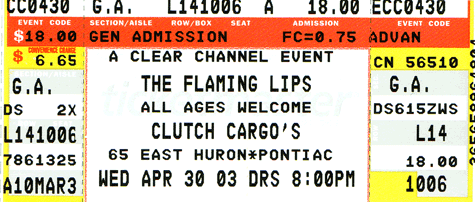 CC0430 G.A. L141006 A 18.00 ECC0430
EVENT CODE SECTION/AISLE ROW/BOX SEAT ADMISSION EVENT CODE
$18.00 GEN ADMISSION FC=0.75 ADVAN
CONVENIENCE CHARGE
$ 6.65 A CLEAR CHANNEL EVENT CN 56510
G.A. THE FLAMING LIPS G.A.
DS 2X ALL AGES WELCOME DS615ZWS
L141006 CLUTCH CARGO'S L14
7861325 65 EAST HURON*PONTIAC 18.00
A10MAR3 WED APR 30 03 DRS 8:00PM 1006